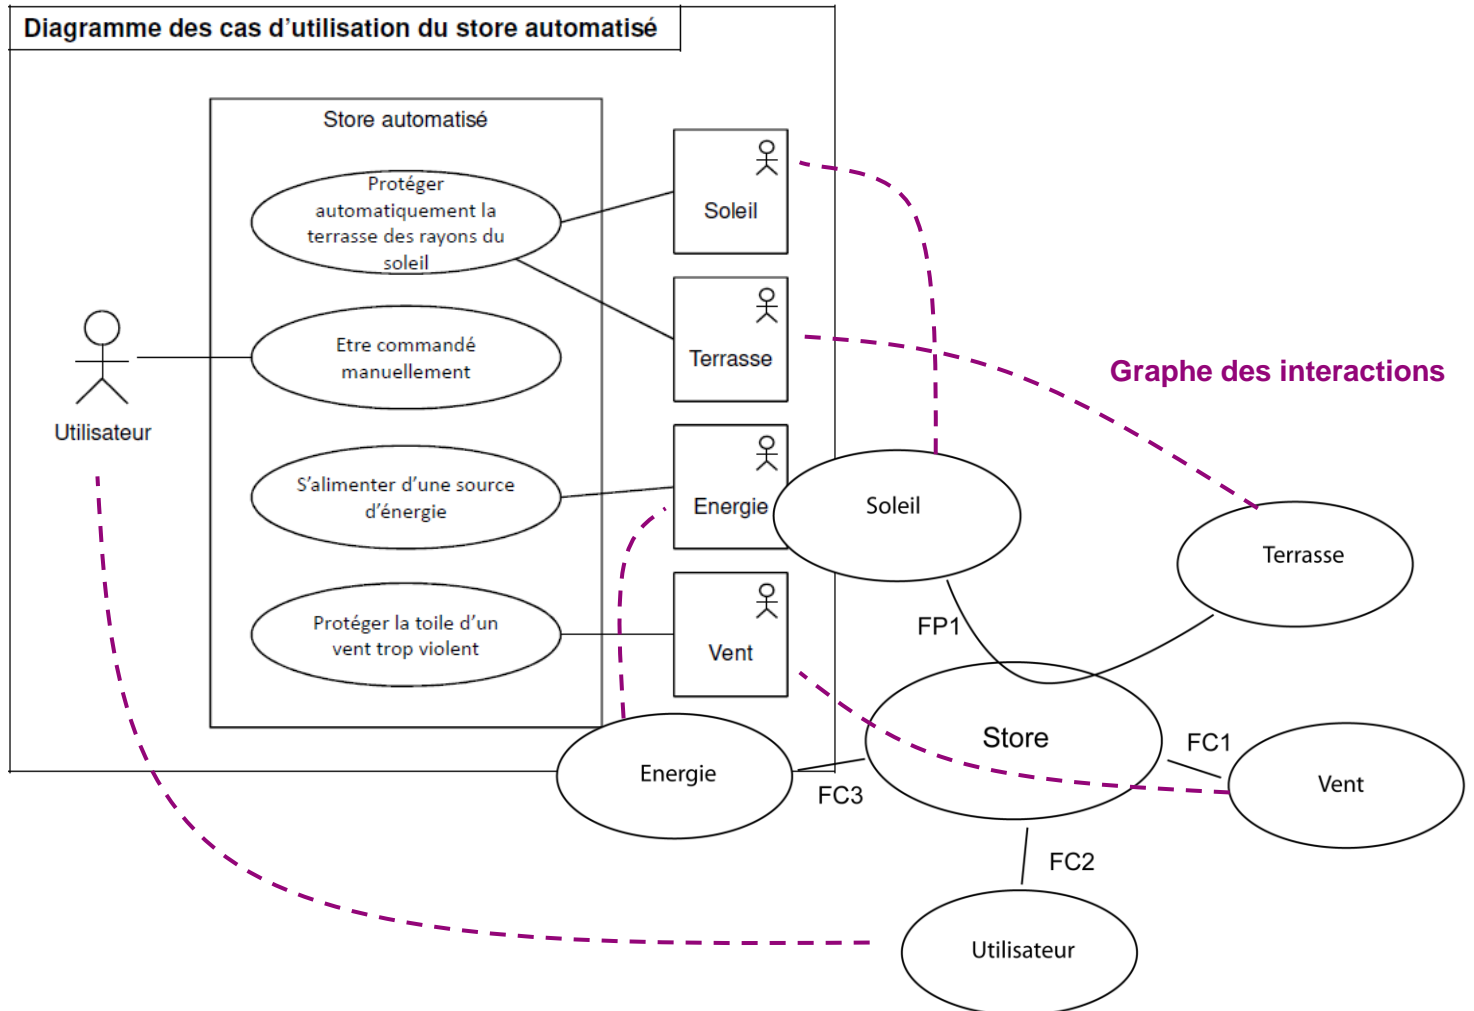 Diagramme des cas d'utilisation du store automatisé
Store automatisé
Protéger
automatiquement la
terrasse des rayons du
soleil
Soleil
Terrasse
Etre commandé
manuellement
Utilisateur
Graphe des interactions
S'alimenter d'une source
d'énergie
Energie
Protéger la toile d'un
vent trop violent
Vent
Soleil
Terrasse
FP1
Store
FC1
Vent
Energie
FC3
FC2
Utilisateur